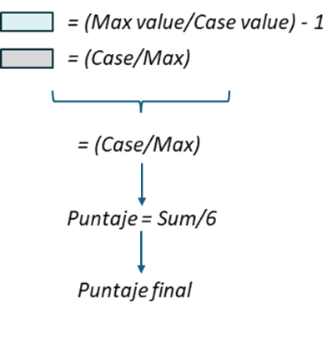 = (Max value/Case value) - 1
= (Case/Max)
= (Case/Max)
Puntaje = Sum/6
Puntaje final